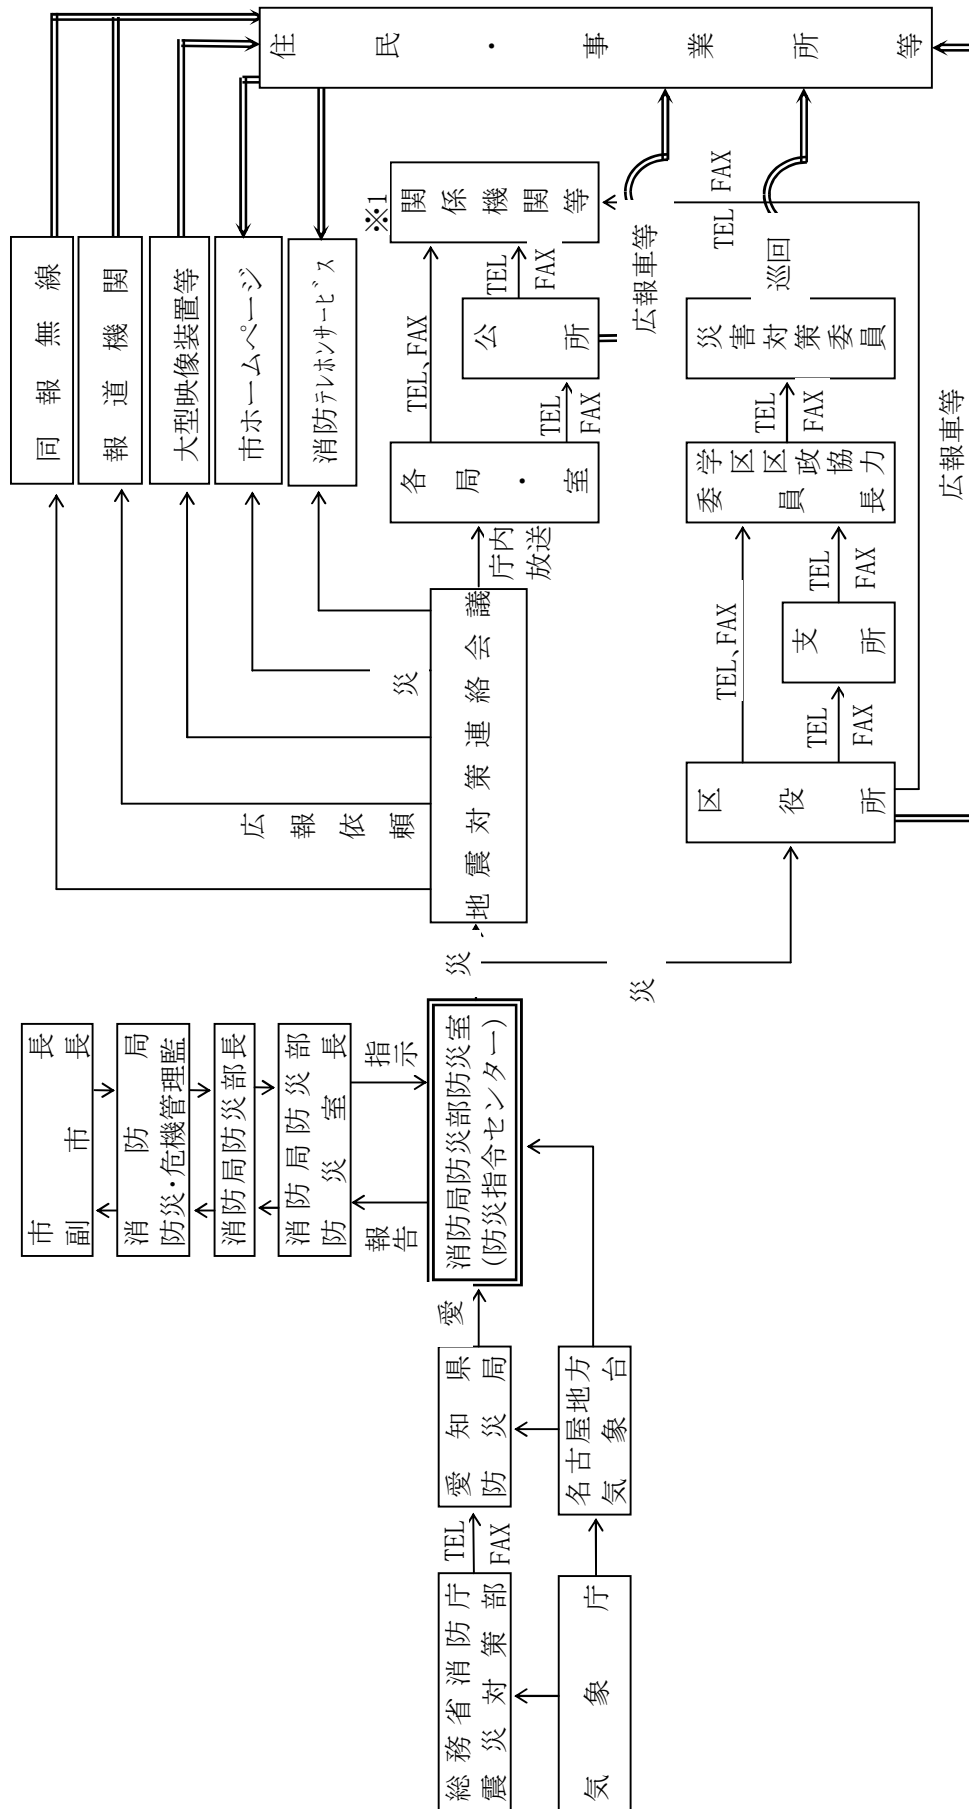 気象庁
総務省消防庁
震災対策部
TEL
FAX
名古屋地方
気象台
愛知県
防災局
愛
消防局防災部防災室
(防災指令センター)
報告
指示
市長
副市長
消防局
防災・危機管理監
消防局防災部長
消防局防災部
防災室長
災
災
地震対策連絡会議
広報依頼
災
同報無線
報道機関
大型映像装置等
市ホームページ
消防テレホンサービス
庁内
放送
各局・室
TEL、FAX
TEL
FAX
公所
TEL
FAX
※1
関係機関等
広報車等
区役所
TEL、FAX
TEL
FAX
支所
TEL
FAX
学区区政協力
委員長
TEL
FAX
災害対策委員
巡回
TEL
FAX
広報車等
住民・事業所等